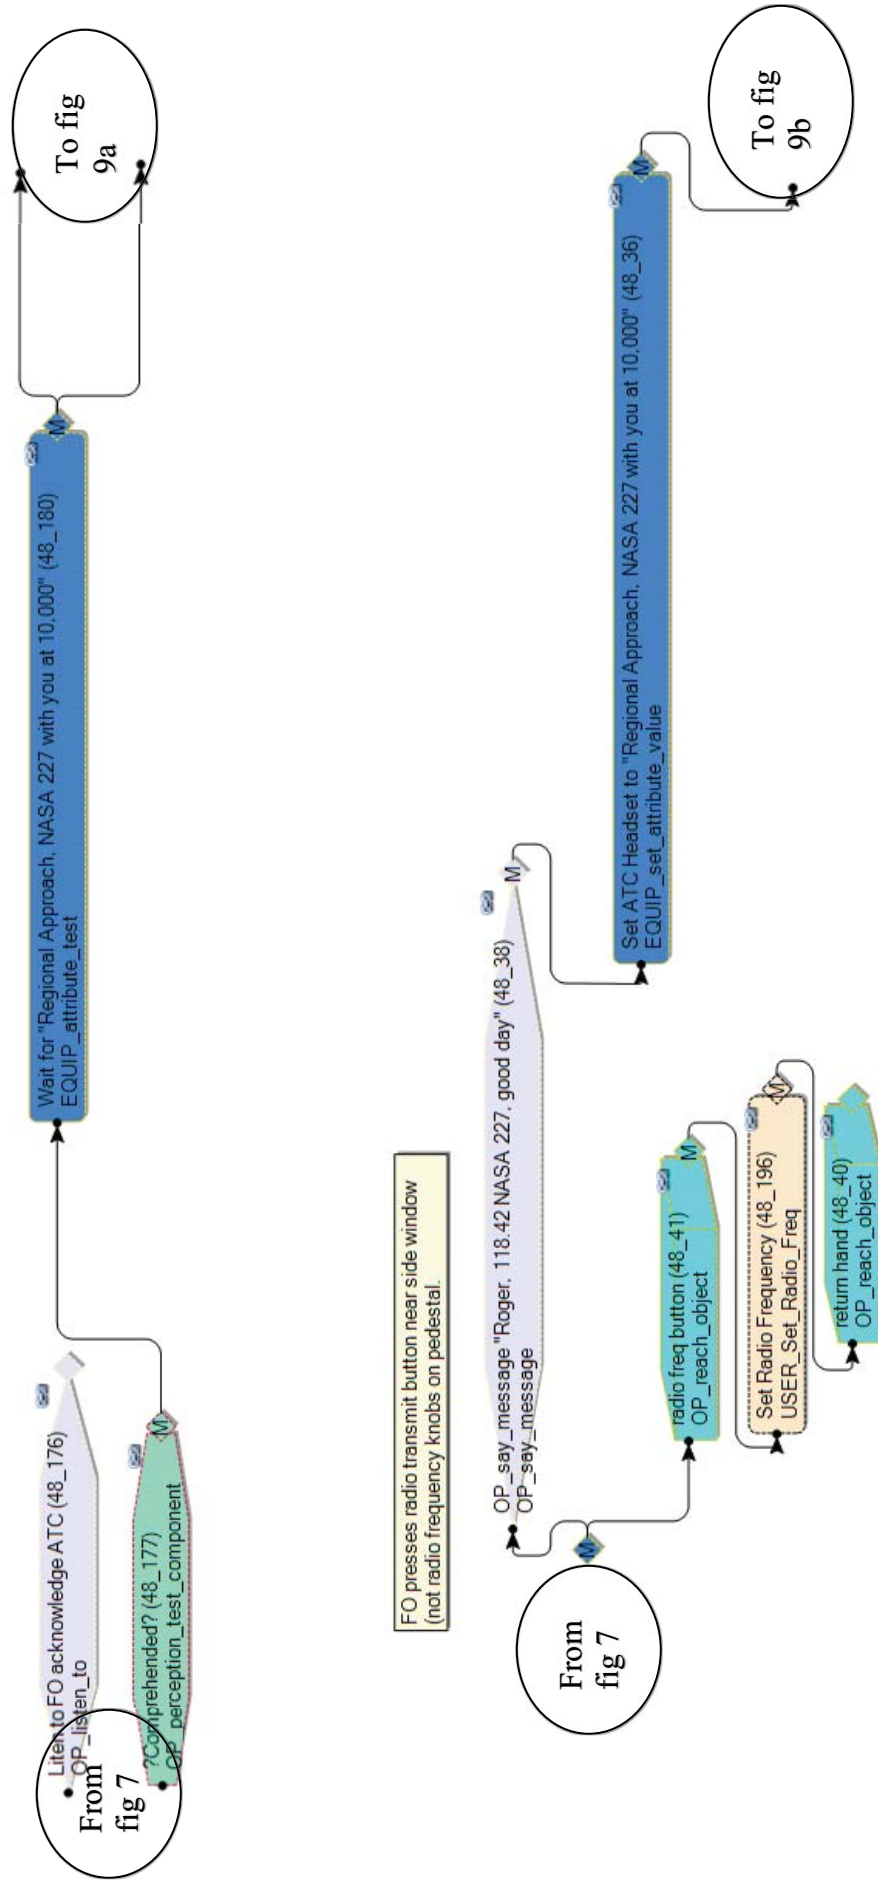 From
fig 7
Liten to FO acknowledge ATC (48_176)
OP_listen_to
?Comprehended? (48_177)
OP_perception_test_component
M
Wait for "Regional Approach, NASA 227 with you at 10,000" (48_180)
EQUIP_attribute_test
M
To fig
9a
FO presses radio transmit button near side window
(not radio frequency knobs on pedestal.
From
fig 7
M
OP_say_message "Roger, 118.42 NASA 227, good day" (48_38)
OP_say_message
M
radio freq button (48_41)
OP_reach_object
M
Set Radio Frequency (48_196)
USER_Set_Radio_Freq
M
return hand (48_40)
OP_reach_object
Set ATC Headset to "Regional Approach, NASA 227 with you at 10,000" (48_36)
EQUIP_set_attribute_value
M
To fig
9b